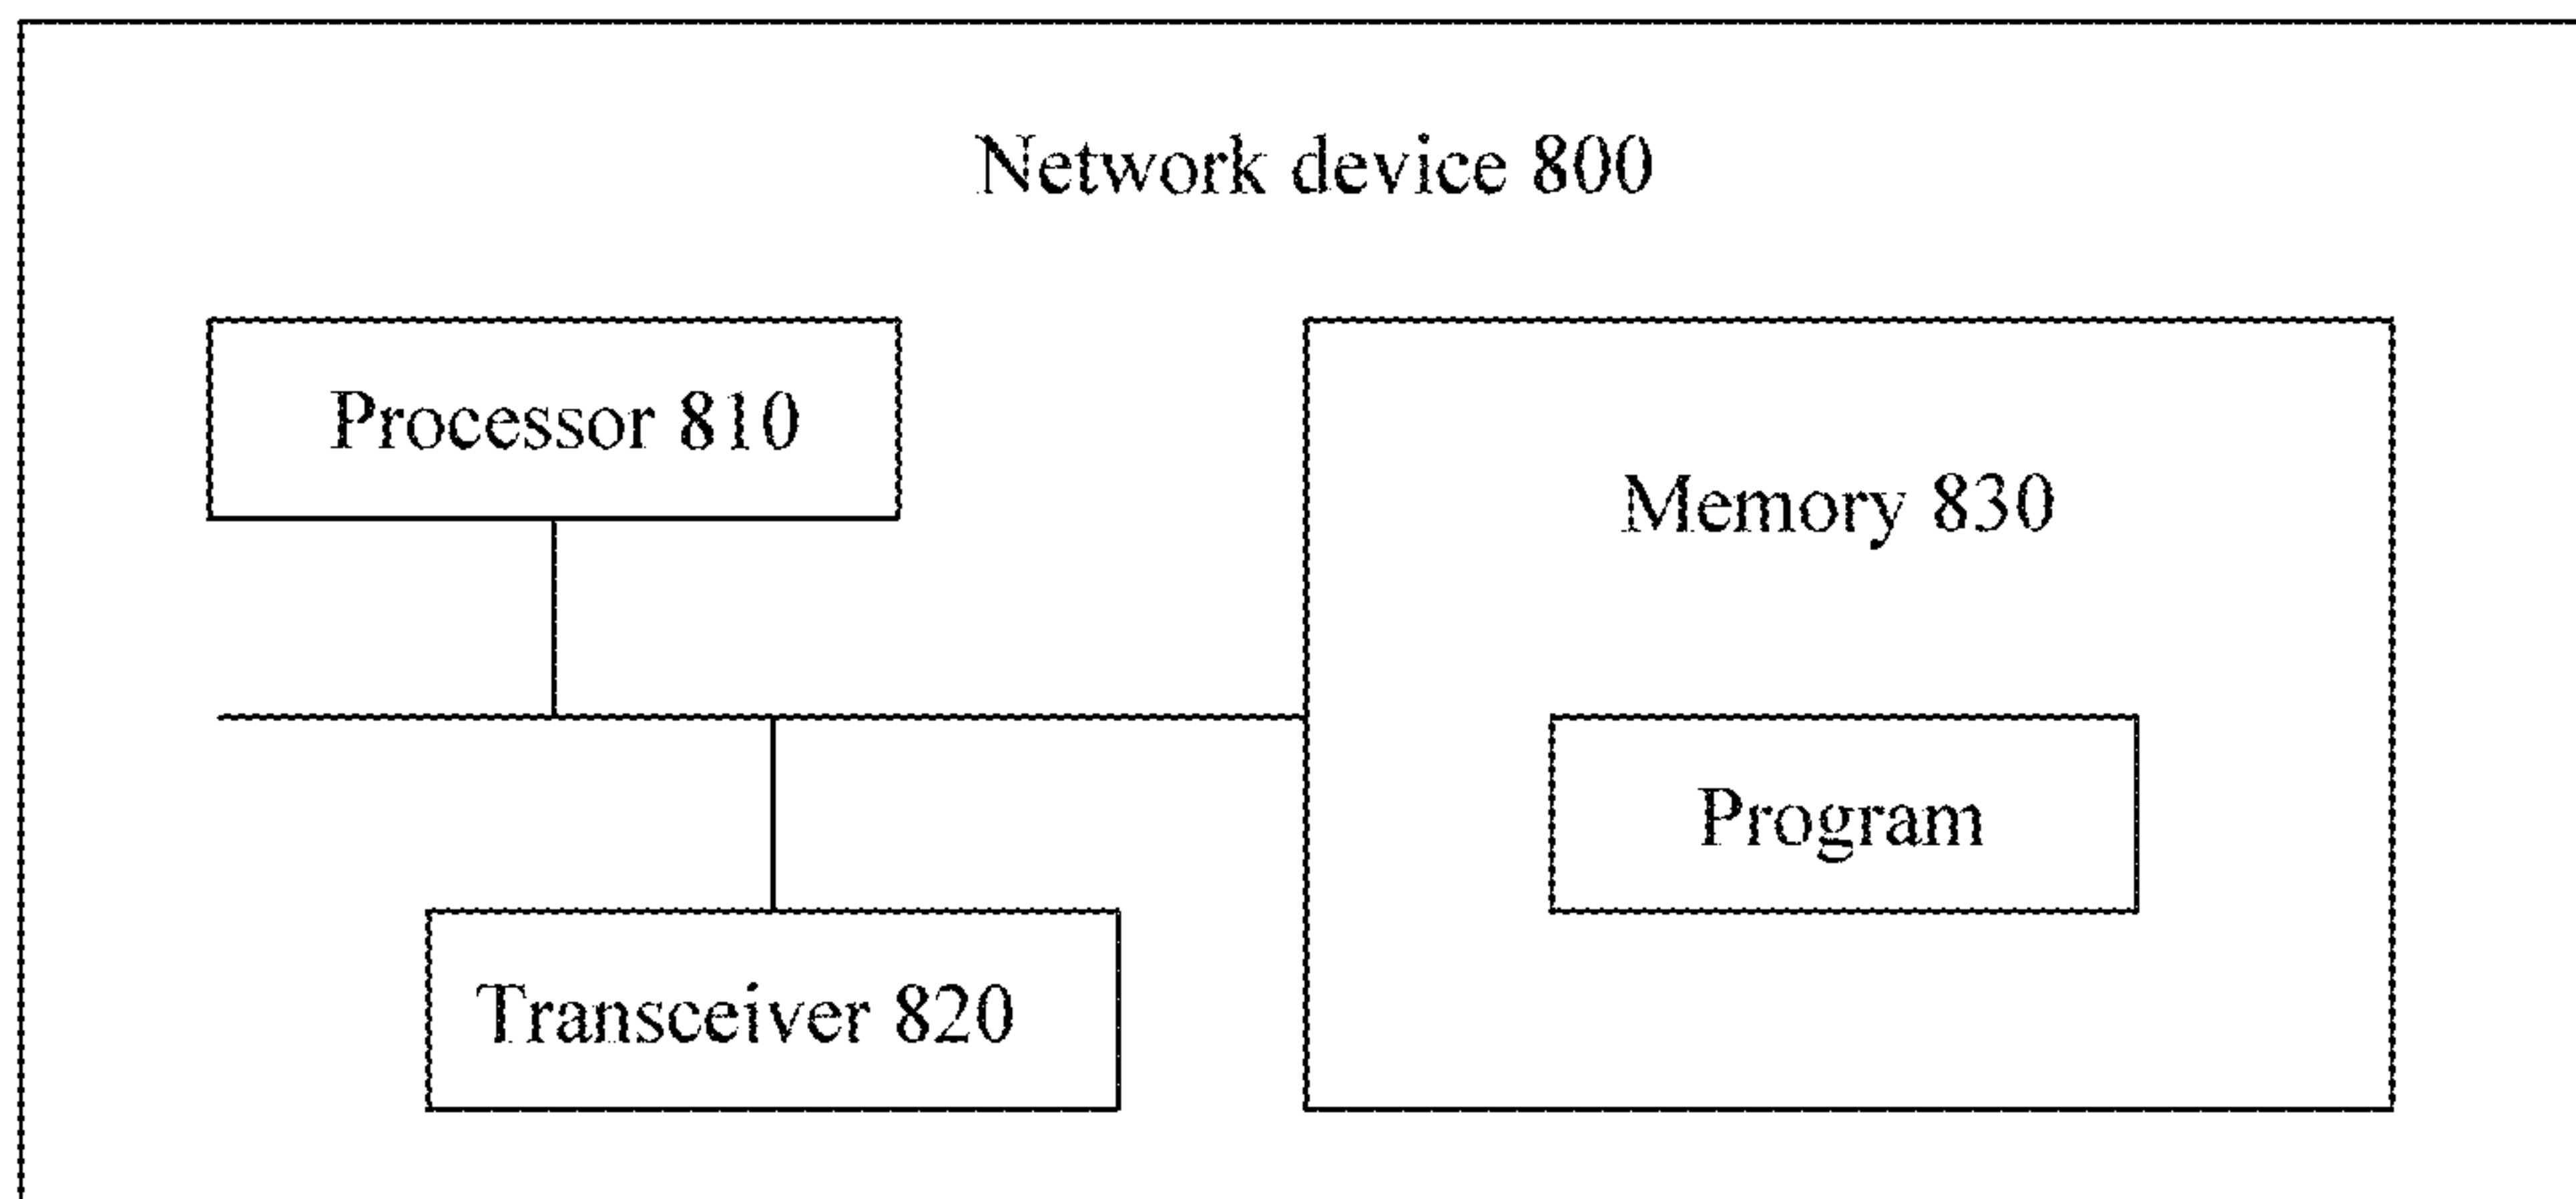 Network device 800
Processor 810
Memory 830
Program
Transceiver 820